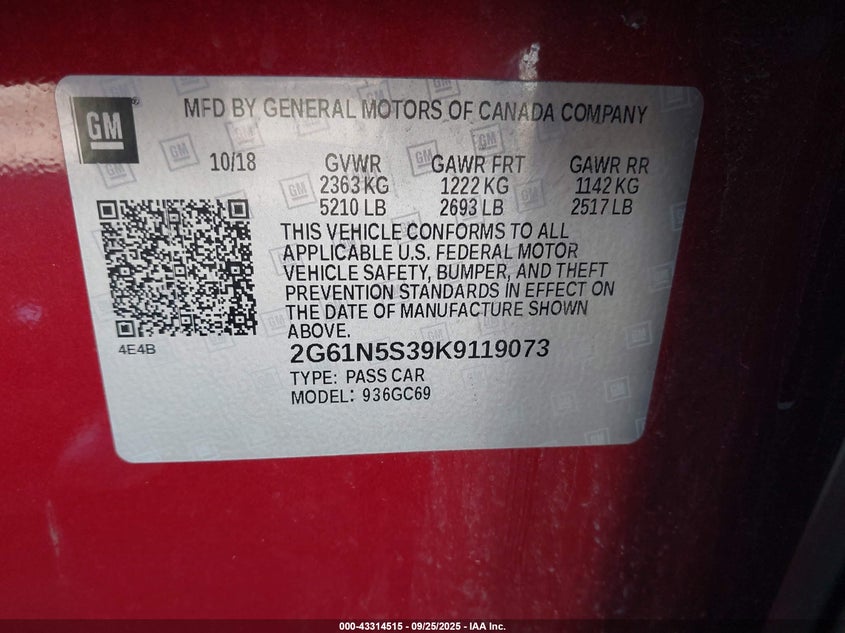 GM
MFD BY GENERAL MOTORS OF CANADA COMPANY
10/18 GVWR GAWR FRT GAWR RR
2363 KG 1222 KG 1142 KG
5210 LB 2693 LB 2517 LB
THIS VEHICLE CONFORMS TO ALL
APPLICABLE U.S. FEDERAL MOTOR
VEHICLE SAFETY, BUMPER, AND THEFT
PREVENTION STANDARDS IN EFFECT ON
THE DATE OF MANUFACTURE SHOWN
ABOVE.
4E4B
2G61N5S39K9119073
TYPE: PASS CAR
MODEL: 936GC69
000-43314515 - 09/25/2025 - IAA Inc.